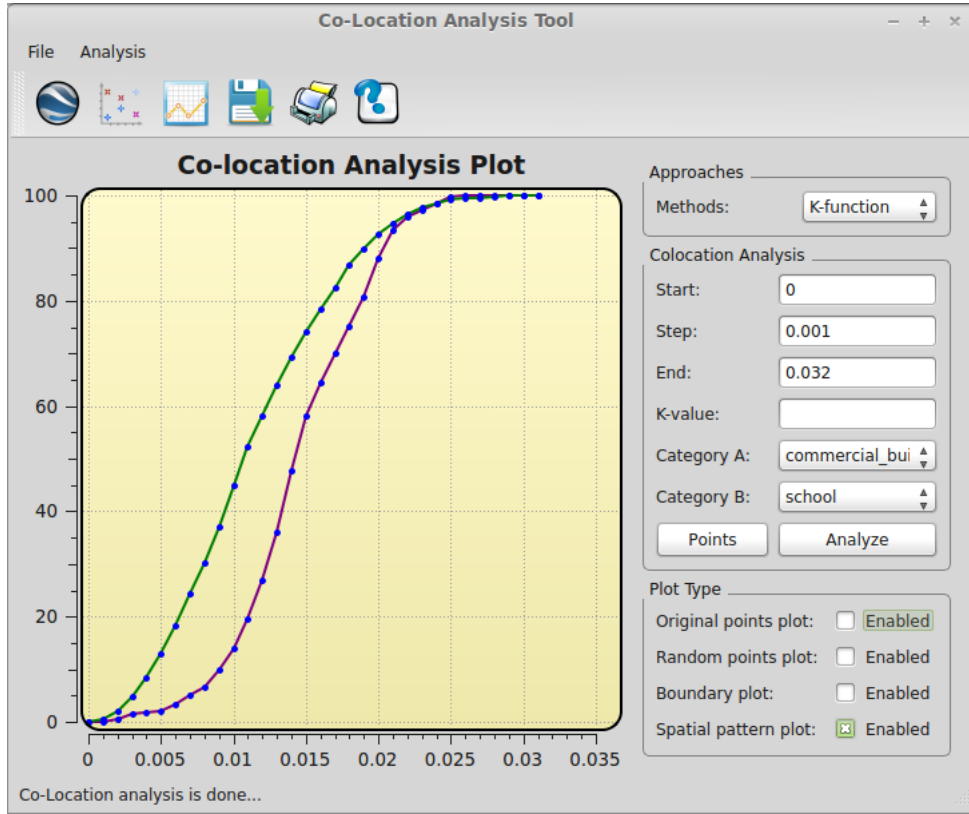 Co-Location Analysis Tool
File Analysis
Co-location Analysis Plot
100
80
60
40
20
0
0 0.005 0.01 0.015 0.02 0.025 0.03 0.035
Approaches
Methods: K-function
Colocation Analysis
Start: 0
Step: 0.001
End: 0.032
K-value:
Category A: commercial_bui
Category B: school
Points Analyze
Plot Type
Original points plot: Enabled
Random points plot: Enabled
Boundary plot: Enabled
Spatial pattern plot: Enabled
Co-Location analysis is done...